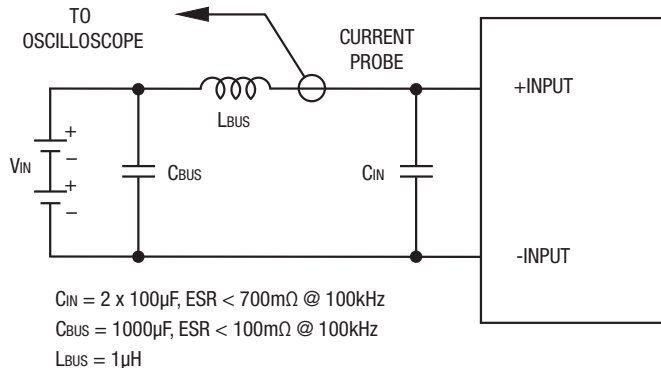 TO
OSCILLOSCOPE
CURRENT
PROBE
+INPUT
LBUS
VIN
+
−
+
−
CBUS
CIN
-INPUT
CIN = 2 x 100µF, ESR < 700mΩ @ 100kHz
CBUS = 1000µF, ESR < 100mΩ @ 100kHz
LBUS = 1µH